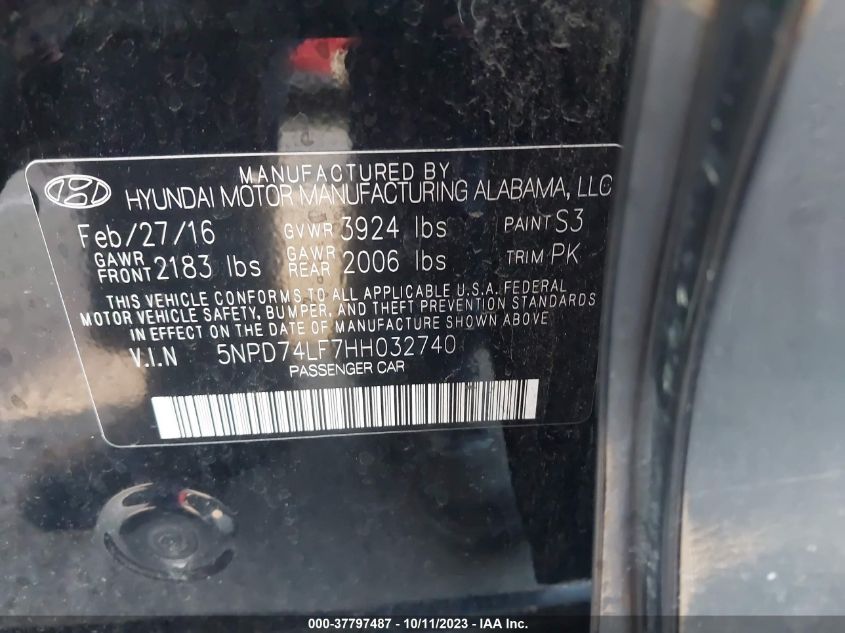 MANUFACTURED BY
HYUNDAI MOTOR MANUFACTURING ALABAMA, LLC
Feb/27/16 GVWR 3924 lbs PAINT S3
GAWR FRONT 2183 lbs GAWR REAR 2006 lbs TRIM PK
THIS VEHICLE CONFORMS TO ALL APPLICABLE U.S.A. FEDERAL
MOTOR VEHICLE SAFETY, BUMPER, AND THEFT PREVENTION STANDARDS
IN EFFECT ON THE DATE OF MANUFACTURE SHOWN ABOVE.
V.I.N 5NPD74LF7HH032740
PASSENGER CAR
000-37797487 - 10/11/2023 - © IAA Inc.